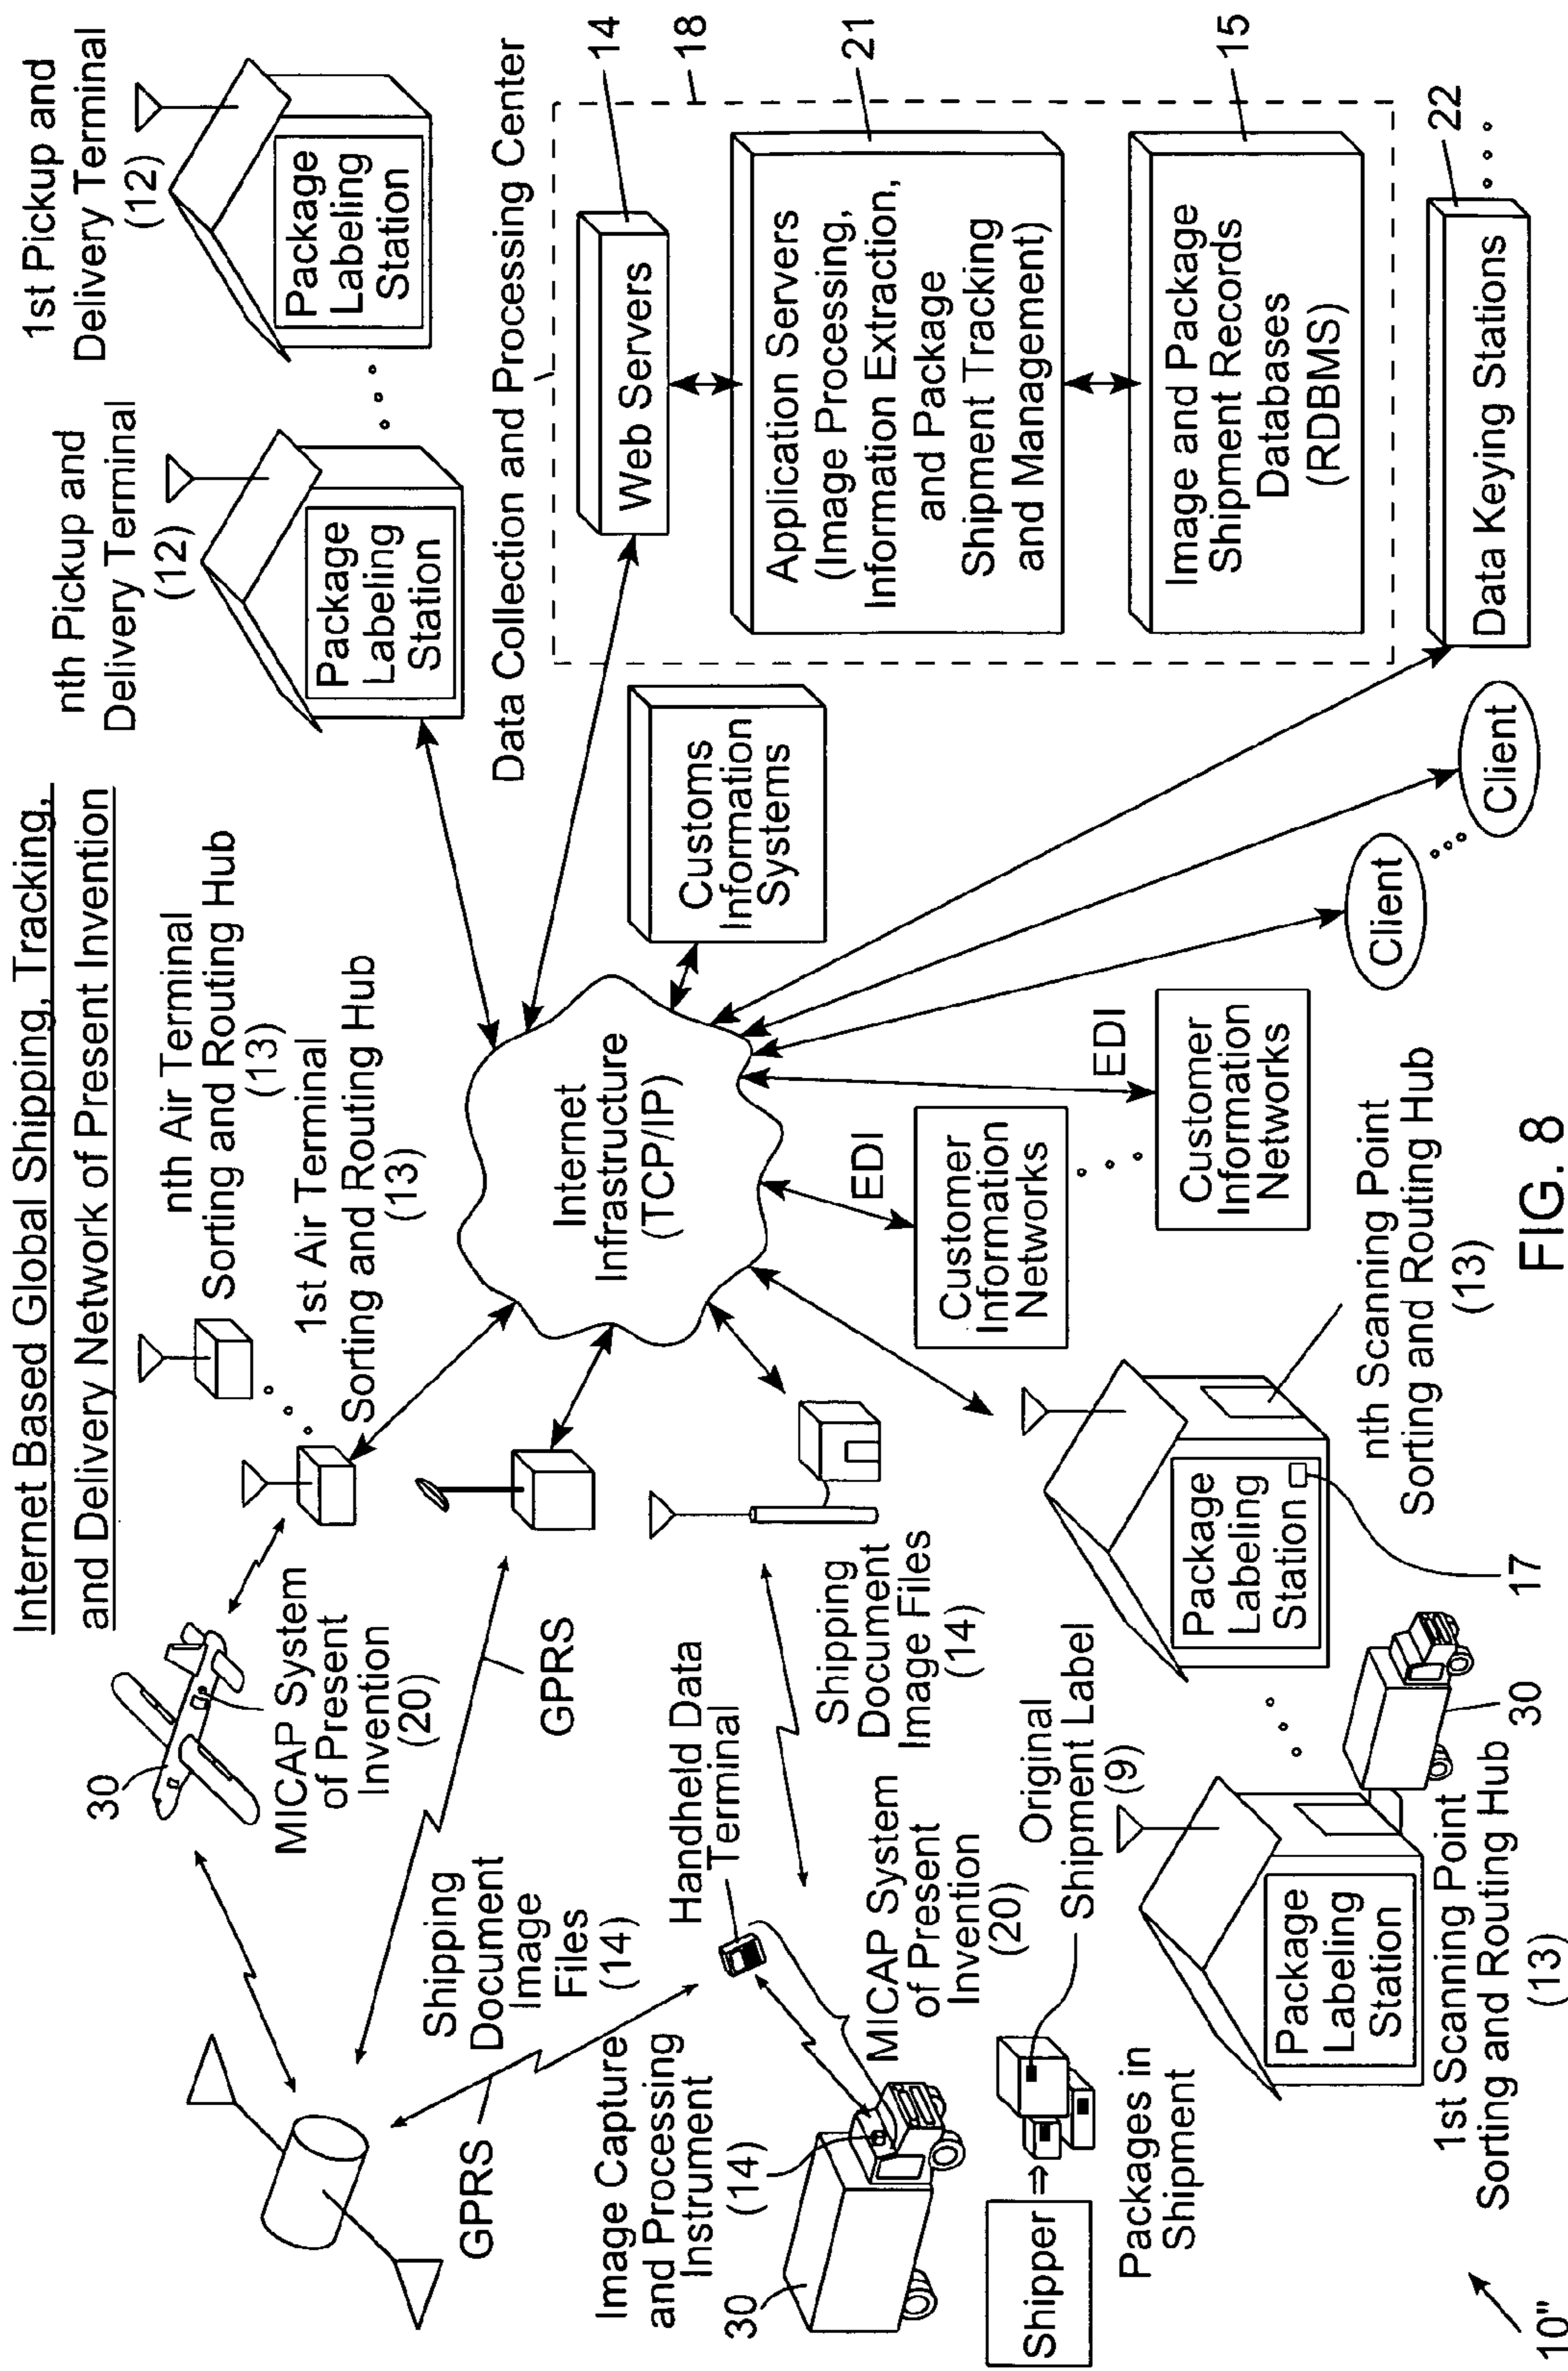 Internet Based Global Shipping, Tracking,
and Delivery Network of Present Invention
1st Pickup and
Delivery Terminal
(12)
Package
Labeling
Station
nth Pickup and
Delivery Terminal
(12)
Package
Labeling
Station
nth Air Terminal
Sorting and Routing Hub
(13)
1st Air Terminal
Sorting and Routing Hub
(13)
30
MICAP System
of Present
Invention
(20)
GPRS
Shipping
Document
Image
Files
(14)
GPRS
Internet
Infrastructure
(TCP/IP)
Data Collection and Processing Center
Web Servers
14
18
Application Servers
(Image Processing,
Information Extraction,
and Package
Shipment Tracking
and Management)
21
Image and Package
Shipment Records
Databases
(RDBMS)
15
Data Keying Stations
22
Customs
Information
Systems
Client
Client
EDI
Customer
Information
Networks
EDI
Customer
Information
Networks
Image Capture
and Processing
Instrument
(14)
30
Handheld Data
Terminal
Shipping
Document
Image Files
(14)
MICAP System
of Present
Invention
(20)
Original
Shipment Label
(9)
Shipper ⇒
Packages in
Shipment
Package
Labeling
Station
1st Scanning Point
Sorting and Routing Hub
(13)
30
Package
Labeling
Station
17
nth Scanning Point
Sorting and Routing Hub
(13)
10"
FIG. 8